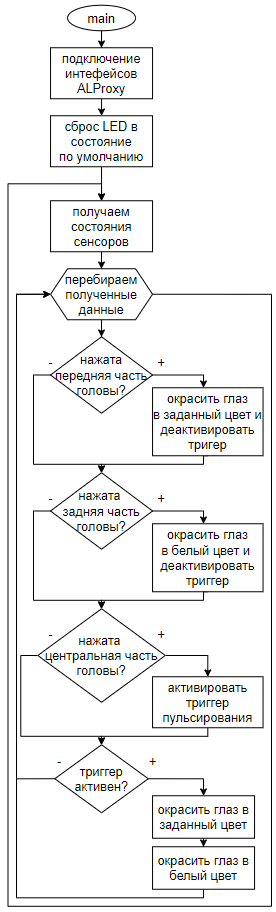 main
подключение
интефейсов
ALProxy
сброс LED в
состояние
по умолчанию
получаем
состояния
сенсоров
перебираем
полученные
данные
-
нажата
передняя часть
головы?
+
окрасить глаз
в заданный цвет и
деактивировать
тригер
-
нажата
задняя часть
головы?
+
окрасить глаз
в белый цвет и
деактивировать
триггер
-
нажата
центральная часть
головы?
+
активировать
триггер
пульсирования
-
триггер
активен?
+
окрасить глаз в
заданный цвет
окрасить глаз в
белый цвет